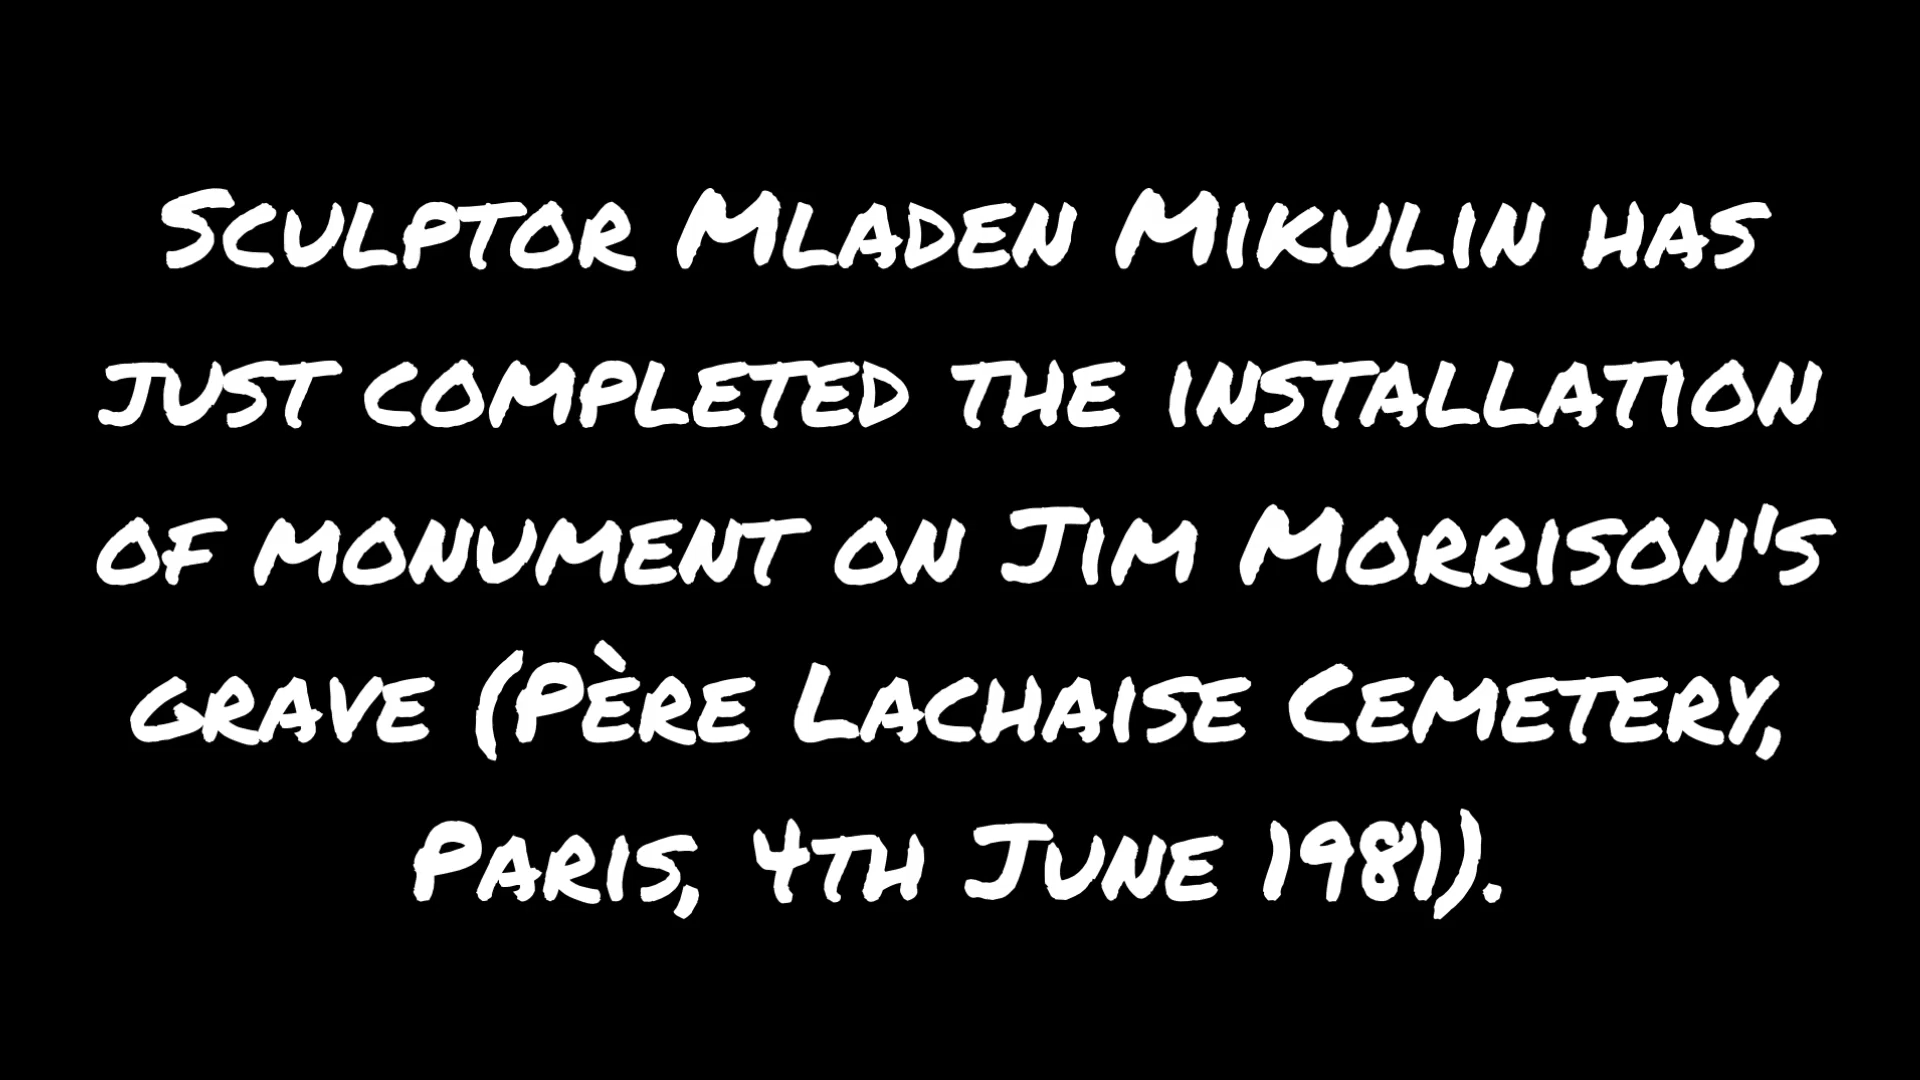 Sculptor Mladen Mikulin has
just completed the installation
of monument on Jim Morrison's
grave (Père Lachaise Cemetery,
Paris, 4th June 1981).